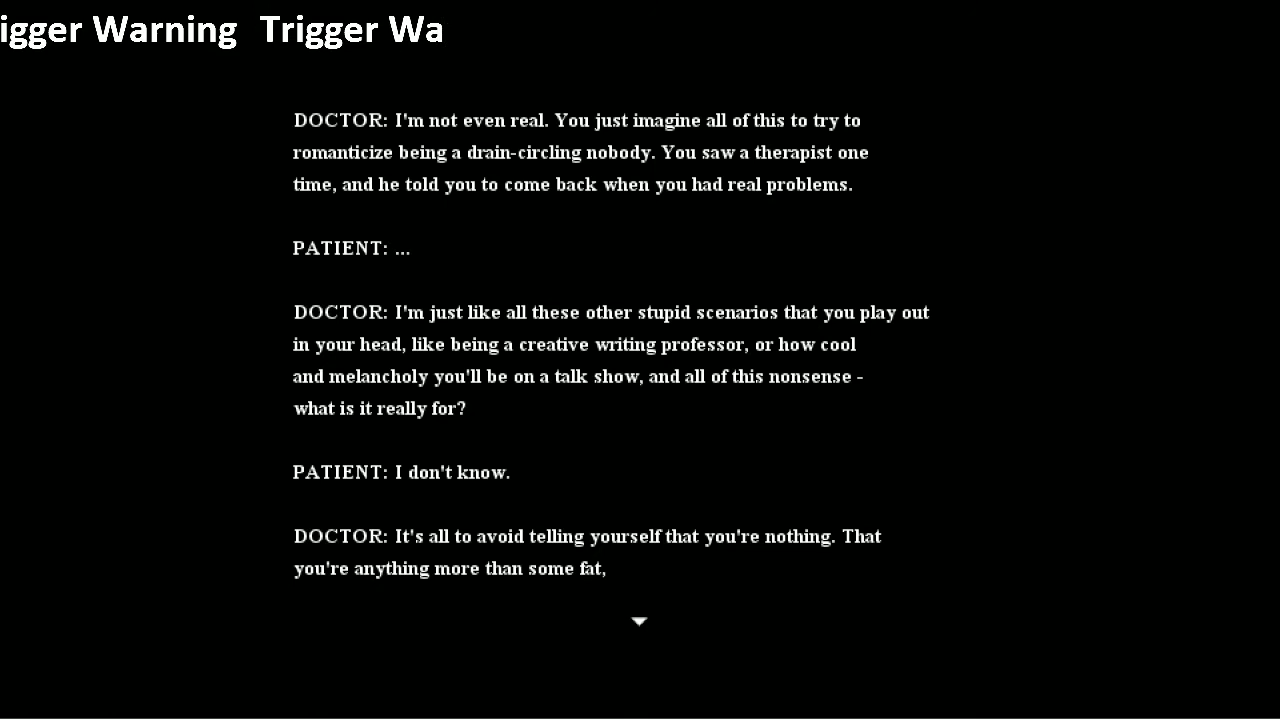 igger Warning Trigger Wa
DOCTOR: I'm not even real. You just imagine all of this to try to
romanticize being a drain-circling nobody. You saw a therapist one
time, and he told you to come back when you had real problems.
PATIENT: ...
DOCTOR: I'm just like all these other stupid scenarios that you play out
in your head, like being a creative writing professor, or how cool
and melancholy you'll be on a talk show, and all of this nonsense -
what is it really for?
PATIENT: I don't know.
DOCTOR: It's all to avoid telling yourself that you're nothing. That
you're anything more than some fat,